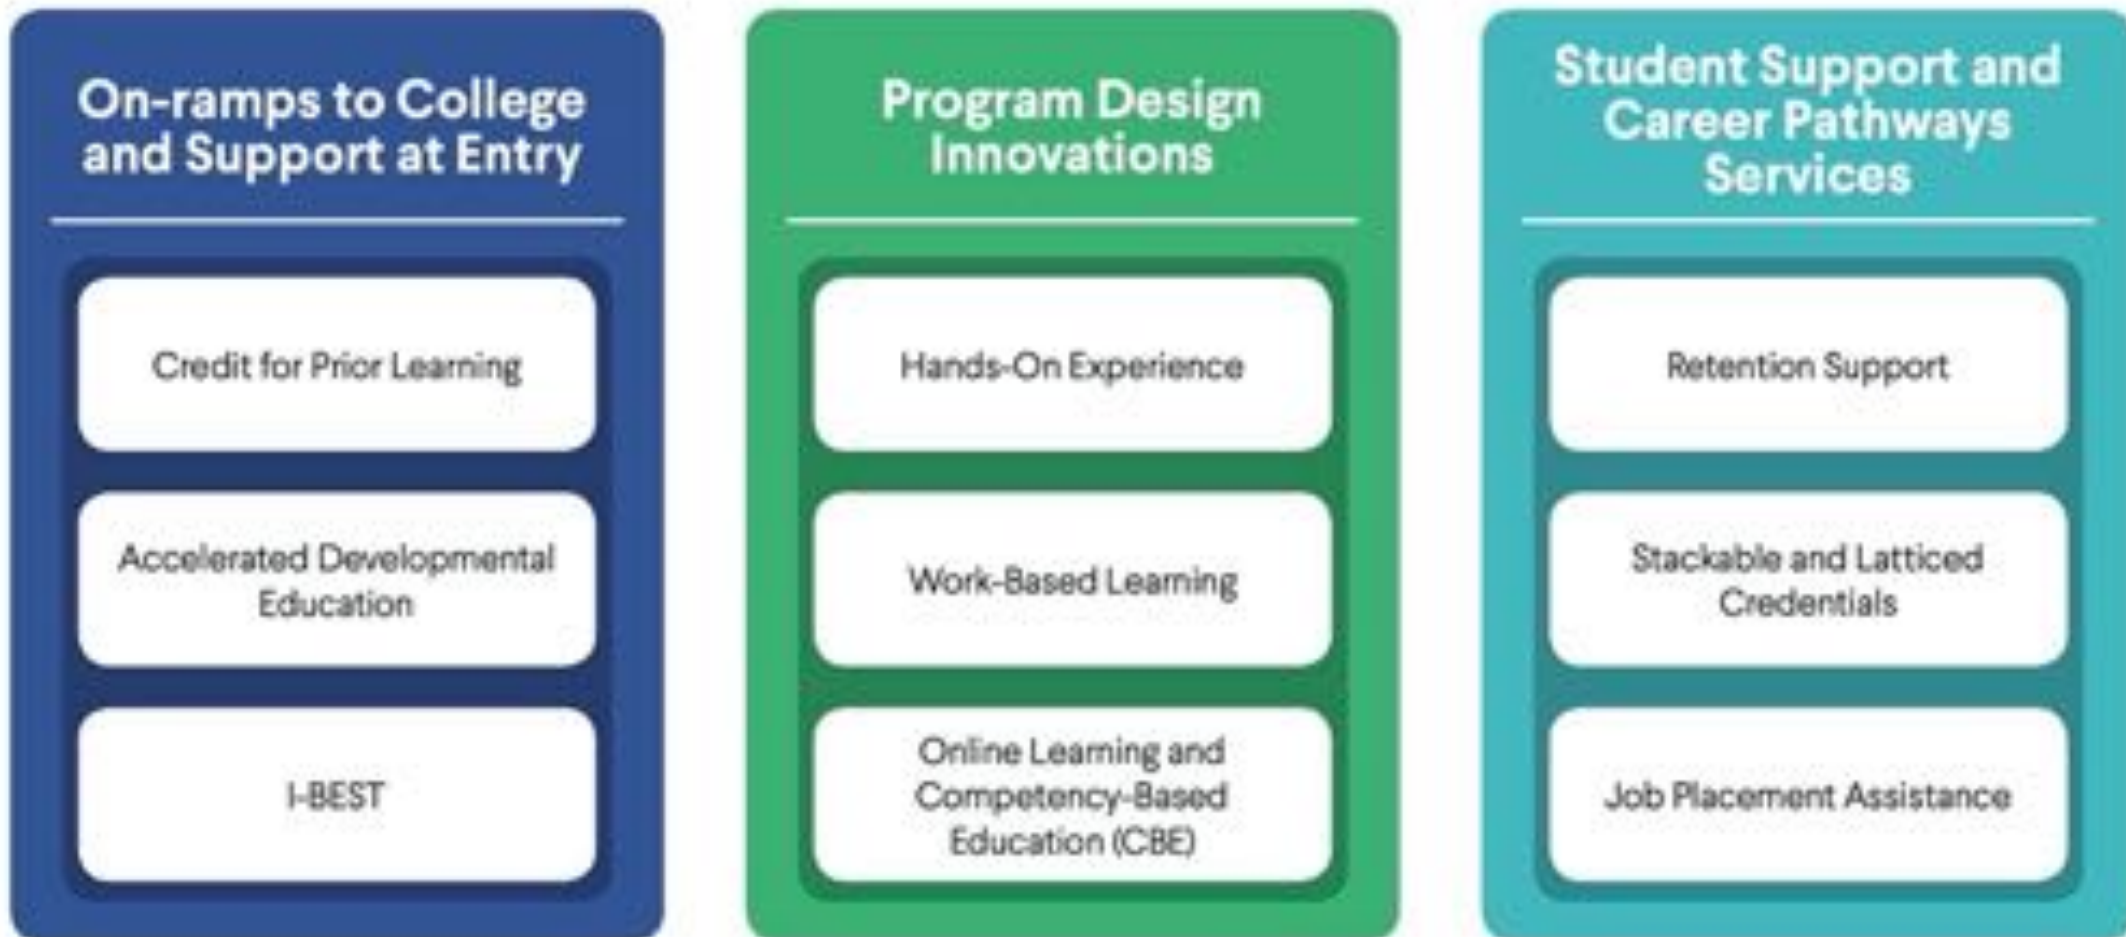 On-ramps to College
and Support at Entry
Credit for Prior Learning
Accelerated Developmental
Education
I-BEST
Program Design
Innovations
Hands-On Experience
Work-Based Learning
Online Learning and
Competency-Based
Education (CBE)
Student Support and
Career Pathways
Services
Retention Support
Stackable and Latticed
Credentials
Job Placement Assistance